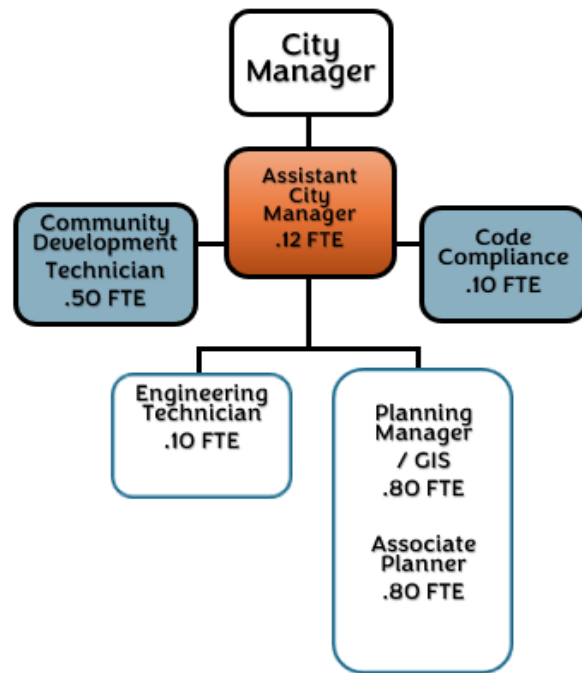 City
Manager
Assistant
City
Manager
.12 FTE
Community
Development
Technician
.50 FTE
Code
Compliance
.10 FTE
Engineering
Technician
.10 FTE
Planning
Manager
/ GIS
.80 FTE
Associate
Planner
.80 FTE